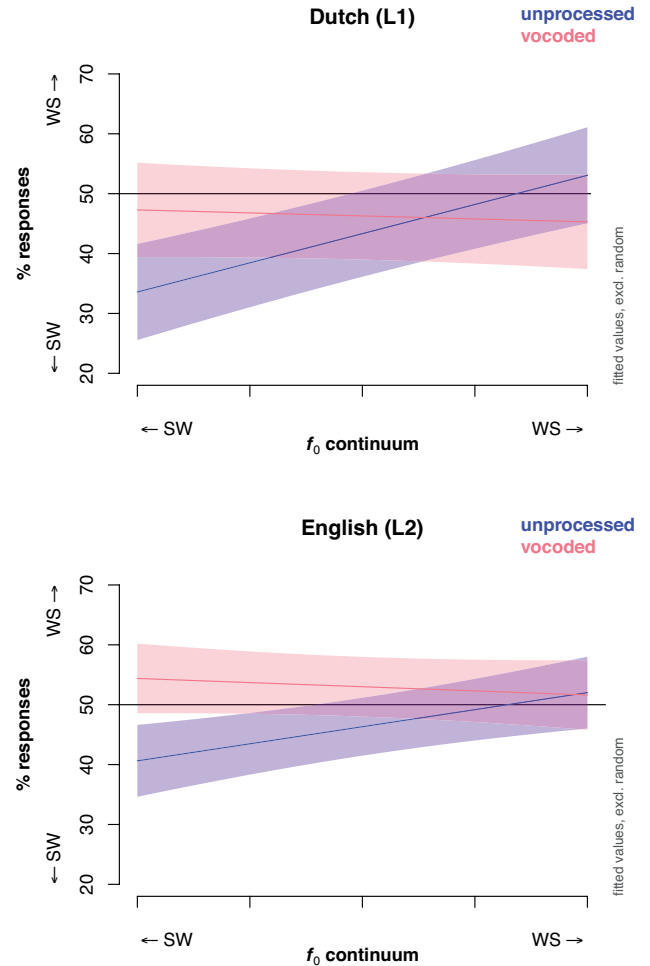 Dutch (L1)
unprocessed
vocoded
% responses
← SW
WS →
20
30
40
50
60
70
← SW
WS →
f0 continuum
fitted values, excl. random
English (L2)
unprocessed
vocoded
% responses
← SW
WS →
20
30
40
50
60
70
← SW
WS →
f0 continuum
fitted values, excl. random